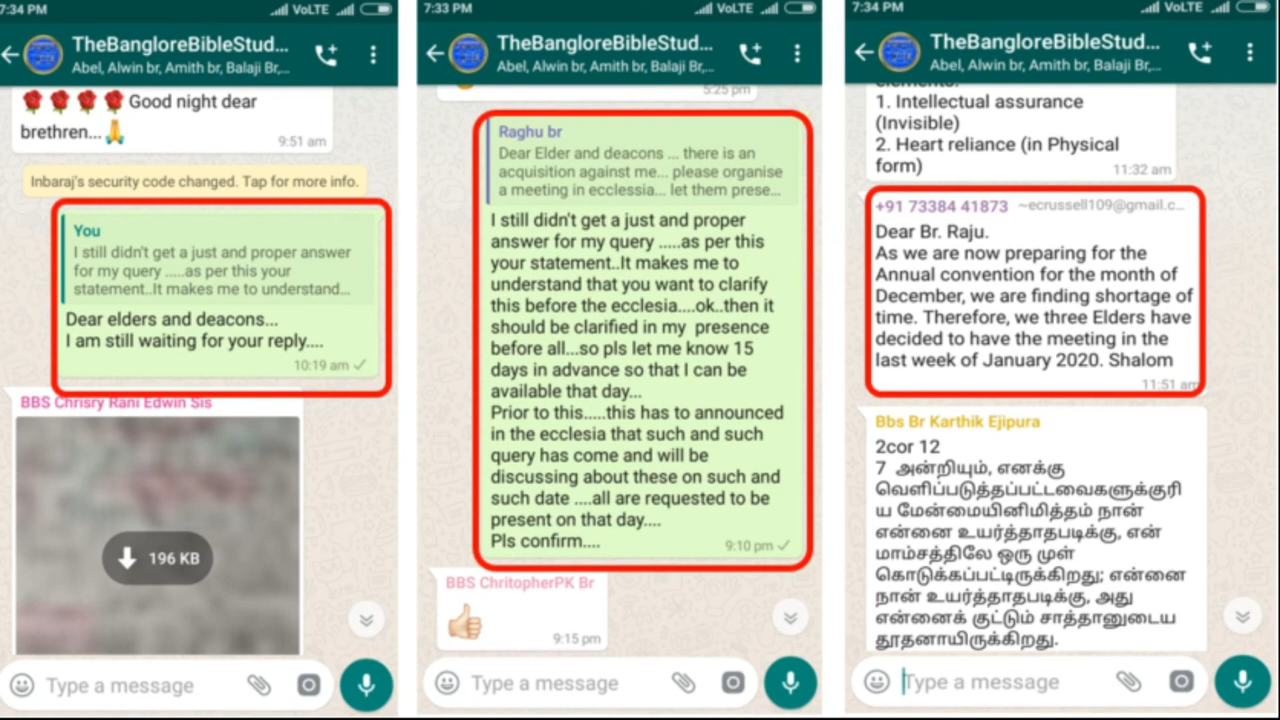 7:34 PM
VoLTE
TheBangloreBibleStud...
Abel, Alwin br, Amith br, Balaji Br,...
Good night dear
brethren...
9:51 am
Inbaraj's security code changed. Tap for more info.
You
I still didn't get a just and proper
answer for my query .....as per this your
statement..It makes me to understand...
Dear elders and deacons...
I am still waiting for your reply....
10:19 am
BBS Chrisry Rani Edwin Sis
196 KB
Type a message
7:33 PM
VoLTE
TheBangloreBibleStud...
Abel, Alwin br, Amith br, Balaji Br,...
5:25 pm
Raghu br
Dear Elder and deacons ... there is an
acquisition against me... please organise
a meeting in ecclessia... let them prese...
I still didn't get a just and proper
answer for my query .....as per this
your statement..It makes me to
understand that you want to clarify
this before the ecclesia....ok..then it
should be clarified in my presence
before all...so pls let me know 15
days in advance so that I can be
available that day...
Prior to this.....this has to announced
in the ecclesia that such and such
query has come and will be
discussing about these on such and
such date ....all are requested to be
present on that day....
Pls confirm....
9:10 pm
BBS ChritopherPK Br
9:15 pm
Type a message
7:34 PM
VoLTE
TheBangloreBibleStud...
Abel, Alwin br, Amith br, Balaji Br,...
elements:
1. Intellectual assurance
(Invisible)
2. Heart reliance (in Physical
form)
11:32 am
+91 73384 41873 ~ecrussell109@gmail.c...
Dear Br. Raju.
As we are now preparing for the
Annual convention for the month of
December, we are finding shortage of
time. Therefore, we three Elders have
decided to have the meeting in the
last week of January 2020. Shalom
11:51 am
Bbs Br Karthik Ejipura
2cor 12
7 அன்றியும், எனக்கு
வெளிப்படுத்தப்பட்டவைகளுக்குரி
ய மேன்மையினிமித்தம் நான்
என்னை உயர்த்தாதபடிக்கு, என்
மாம்சத்திலே ஒரு முள்
கொடுக்கப்பட்டிருக்கிறது; என்னை
நான் உயர்த்தாதபடிக்கு, அது
என்னைக் குட்டும் சாத்தானுடைய
தூதனாயிருக்கிறது.
Type a message